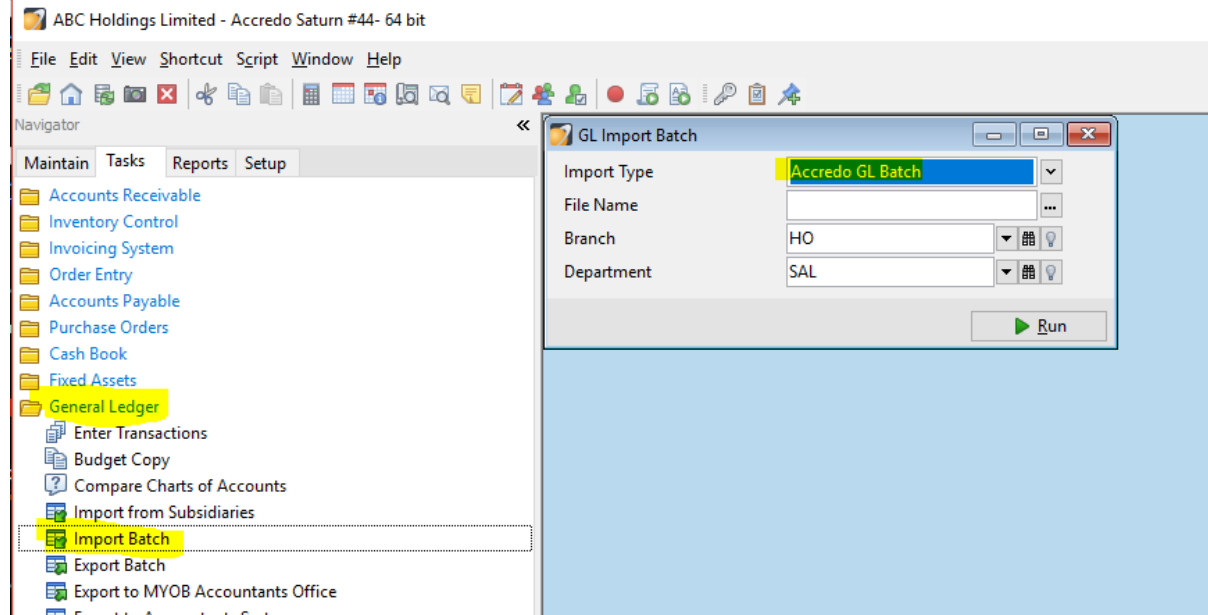 ABC Holdings Limited - Accredo Saturn #44- 64 bit
File Edit View Shortcut Script Window Help
Navigator
Maintain Tasks Reports Setup
Accounts Receivable
Inventory Control
Invoicing System
Order Entry
Accounts Payable
Purchase Orders
Cash Book
Fixed Assets
General Ledger
Enter Transactions
Budget Copy
Compare Charts of Accounts
Import from Subsidiaries
Import Batch
Export Batch
Export to MYOB Accountants Office
GL Import Batch
Import Type Accredo GL Batch
File Name
Branch HO
Department SAL
Run